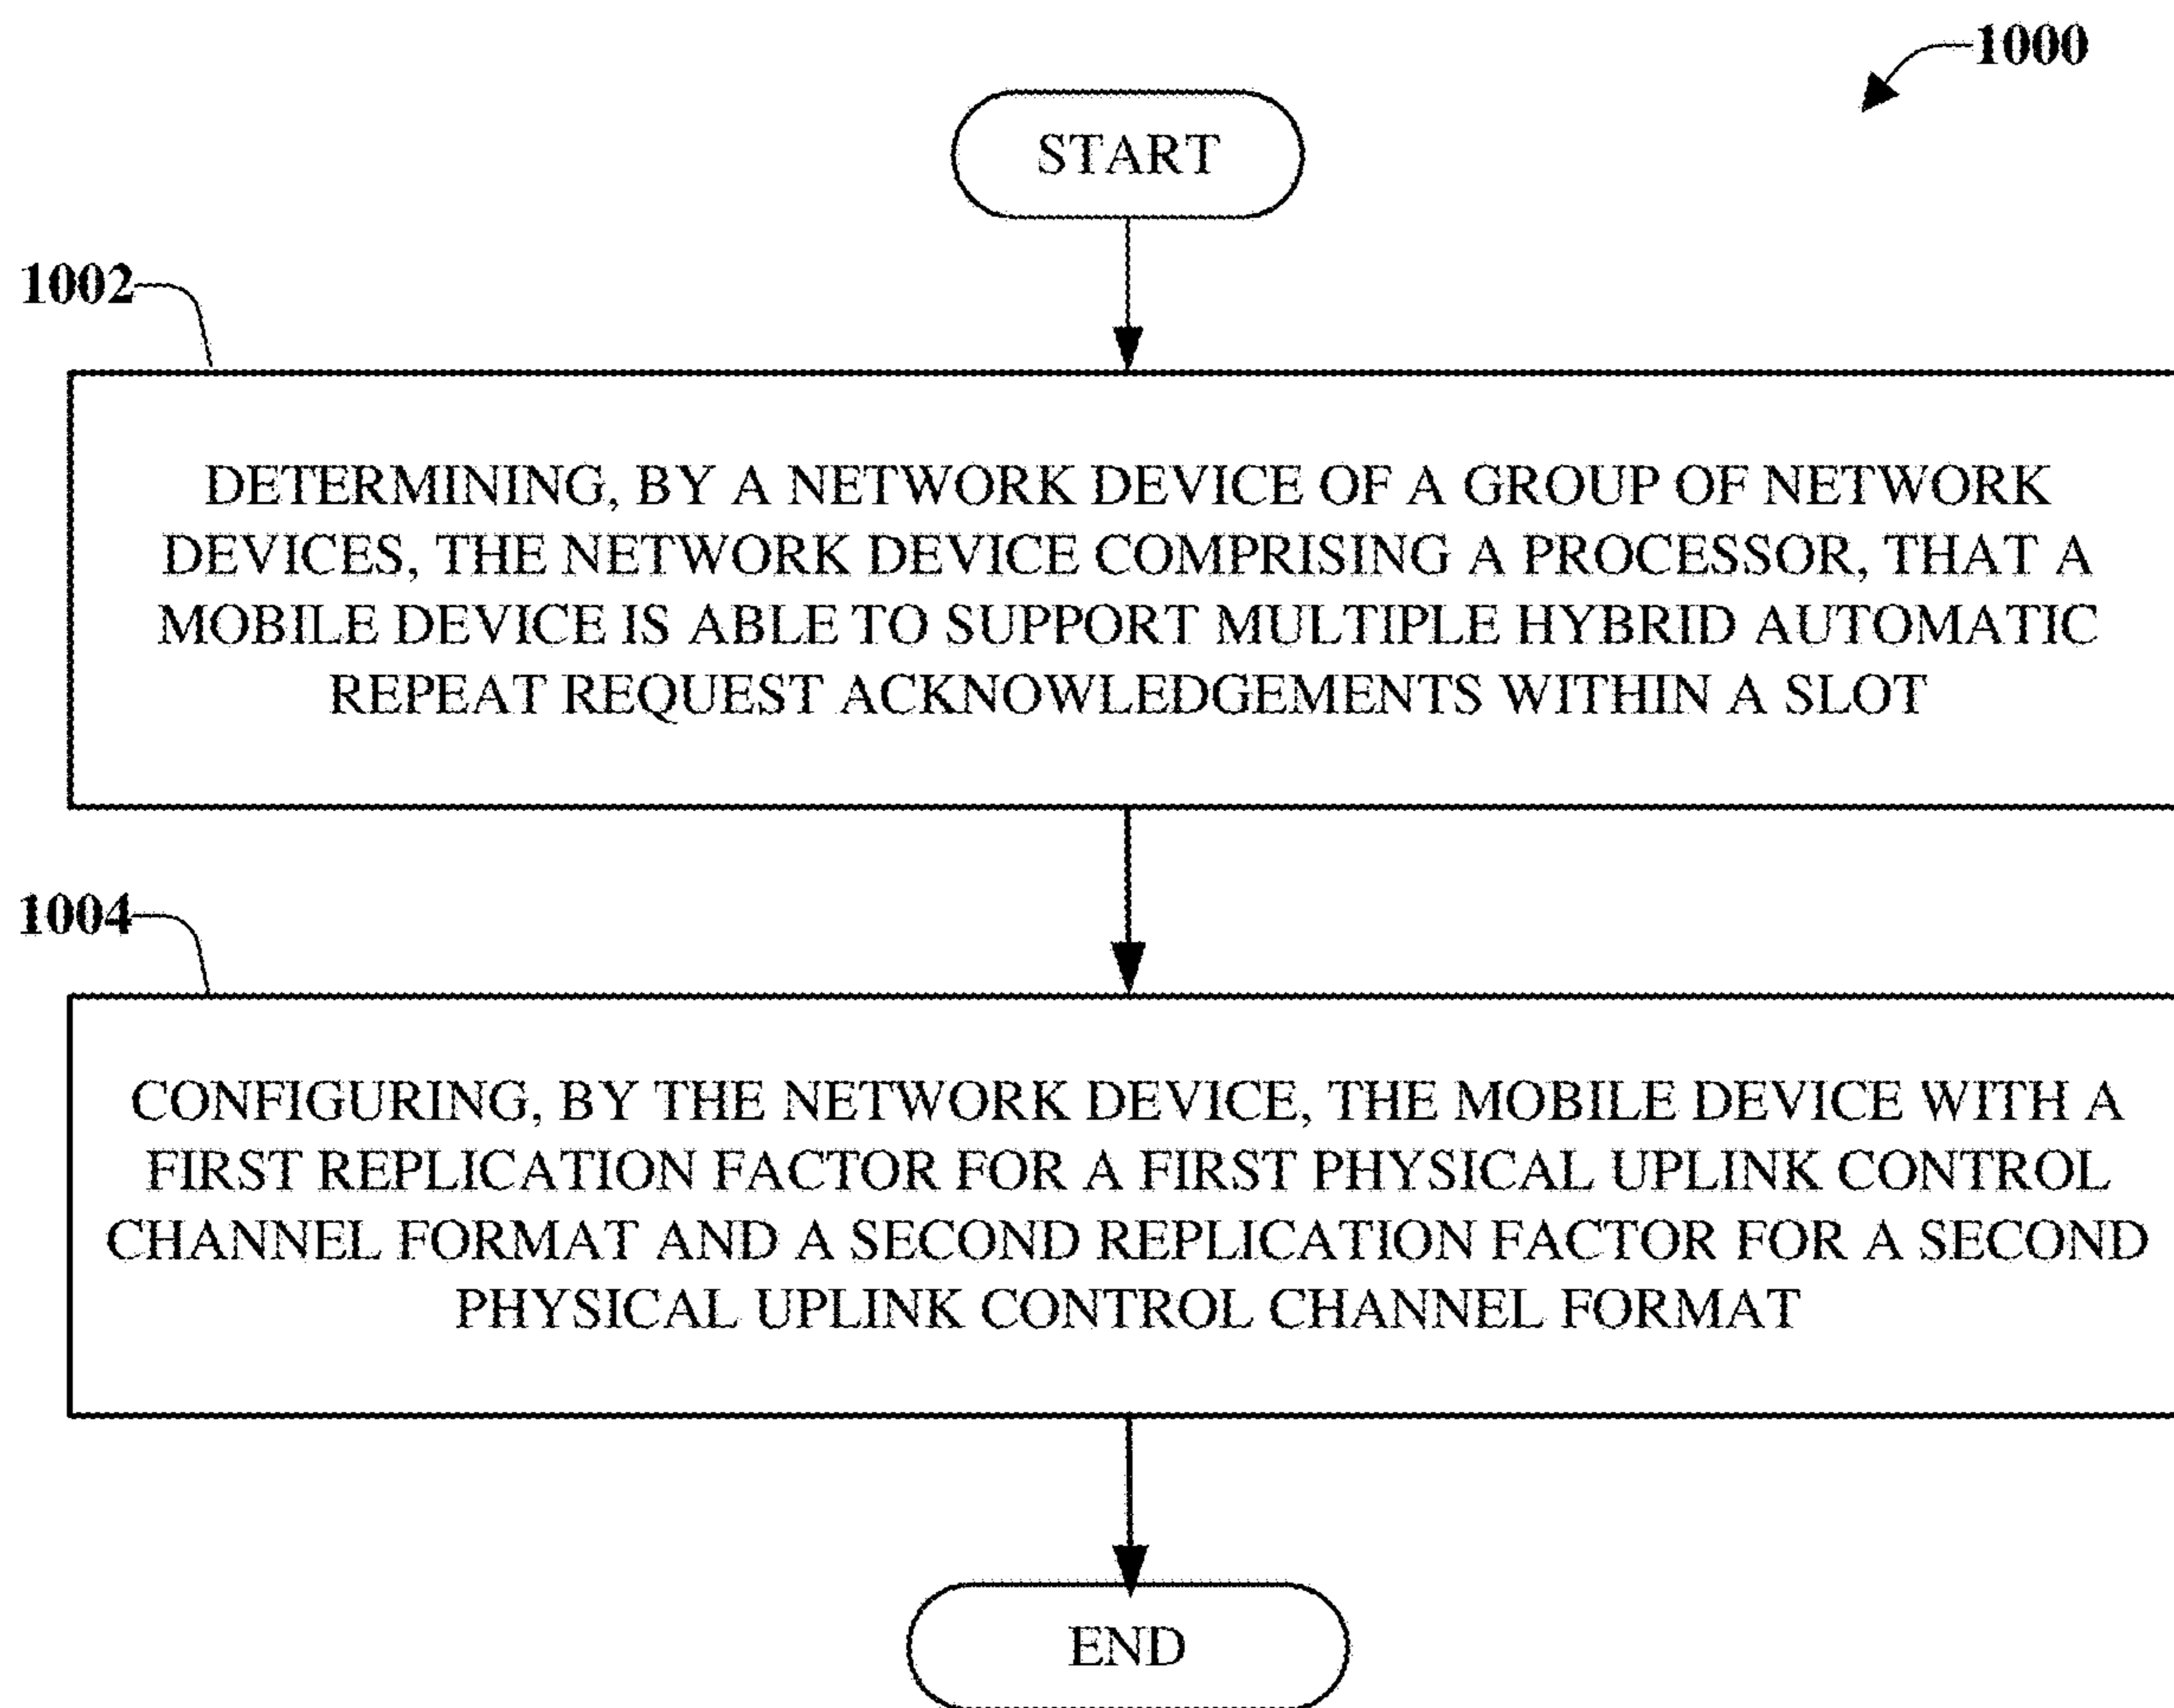 1000
START
1002
DETERMINING, BY A NETWORK DEVICE OF A GROUP OF NETWORK
DEVICES, THE NETWORK DEVICE COMPRISING A PROCESSOR, THAT A
MOBILE DEVICE IS ABLE TO SUPPORT MULTIPLE HYBRID AUTOMATIC
REPEAT REQUEST ACKNOWLEDGEMENTS WITHIN A SLOT
1004
CONFIGURING, BY THE NETWORK DEVICE, THE MOBILE DEVICE WITH A
FIRST REPLICATION FACTOR FOR A FIRST PHYSICAL UPLINK CONTROL
CHANNEL FORMAT AND A SECOND REPLICATION FACTOR FOR A SECOND
PHYSICAL UPLINK CONTROL CHANNEL FORMAT
END